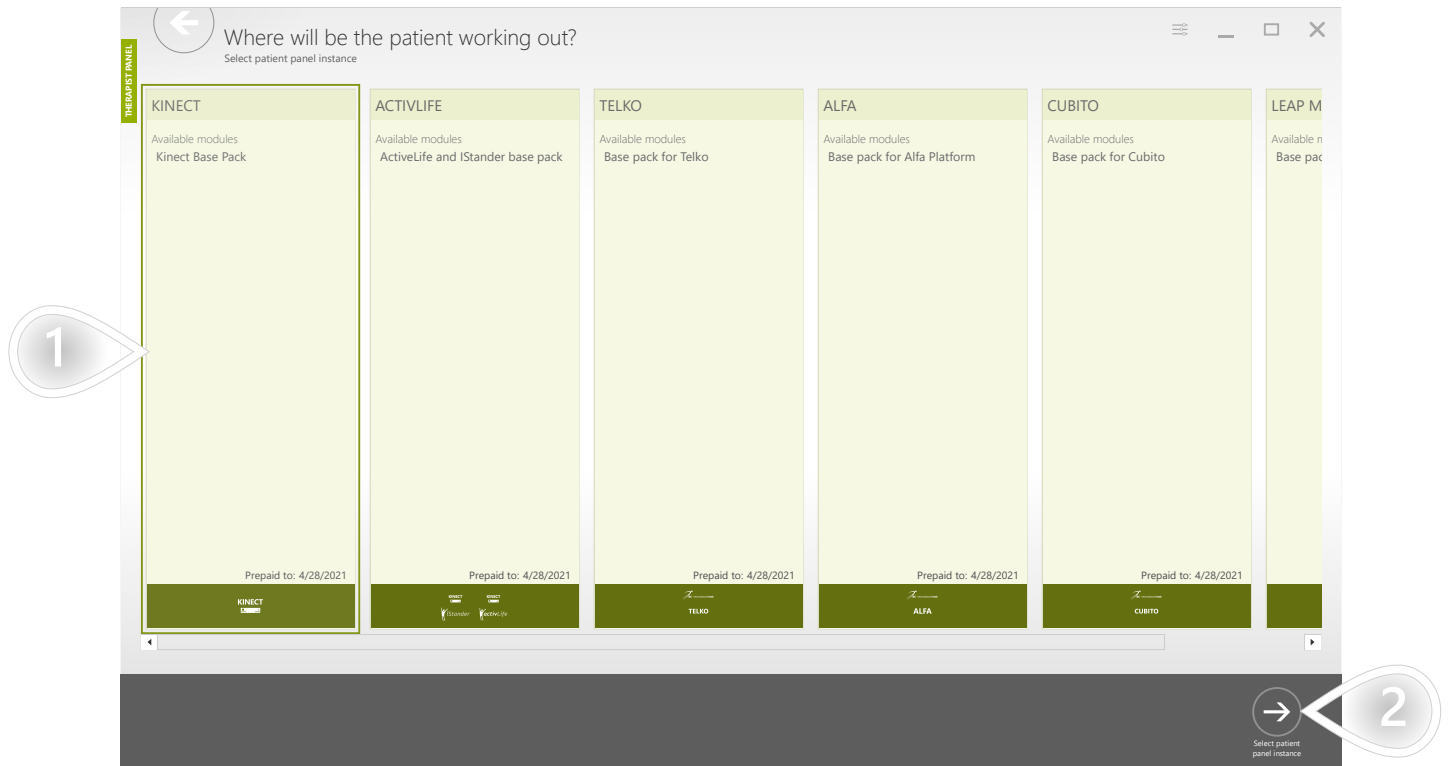 Where will be the patient working out?
Select patient panel instance
THERAPIST PANEL
KINECT
Available modules
Kinect Base Pack
Prepaid to: 4/28/2021
KINECT
ACTIVLIFE
Available modules
ActiveLife and IStander base pack
Prepaid to: 4/28/2021
KINECT KINECT
IStander activLife
TELKO
Available modules
Base pack for Telko
Prepaid to: 4/28/2021
TELKO
ALFA
Available modules
Base pack for Alfa Platform
Prepaid to: 4/28/2021
ALFA
CUBITO
Available modules
Base pack for Cubito
Prepaid to: 4/28/2021
CUBITO
LEAP M
Available
Base pac
1
2
Select patient
panel instance